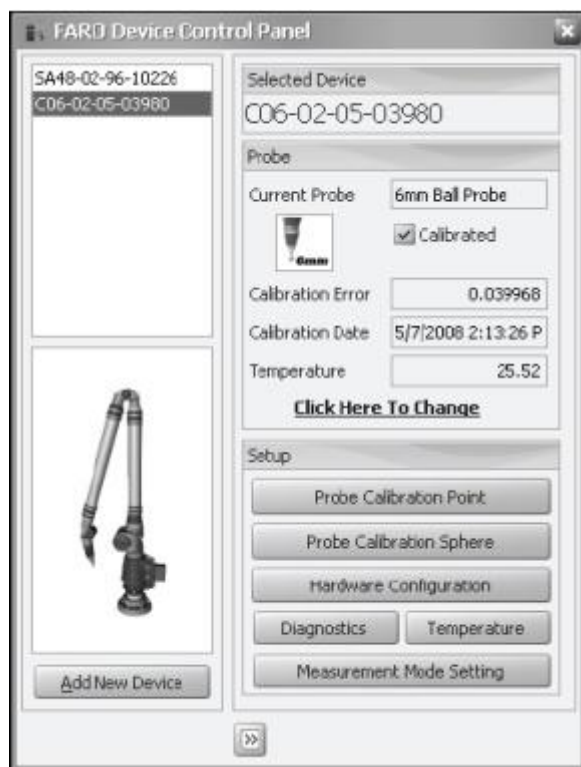 FARO Device Control Panel
SA48-02-96-10226
C06-02-05-03980
Add New Device
Selected Device
C06-02-05-03980
Probe
Current Probe 6mm Ball Probe
6mm
Calibrated
Calibration Error 0.039968
Calibration Date 5/7/2008 2:13:26 P
Temperature 25.52
Click Here To Change
Setup
Probe Calibration Point
Probe Calibration Sphere
Hardware Configuration
Diagnostics Temperature
Measurement Mode Setting
>>